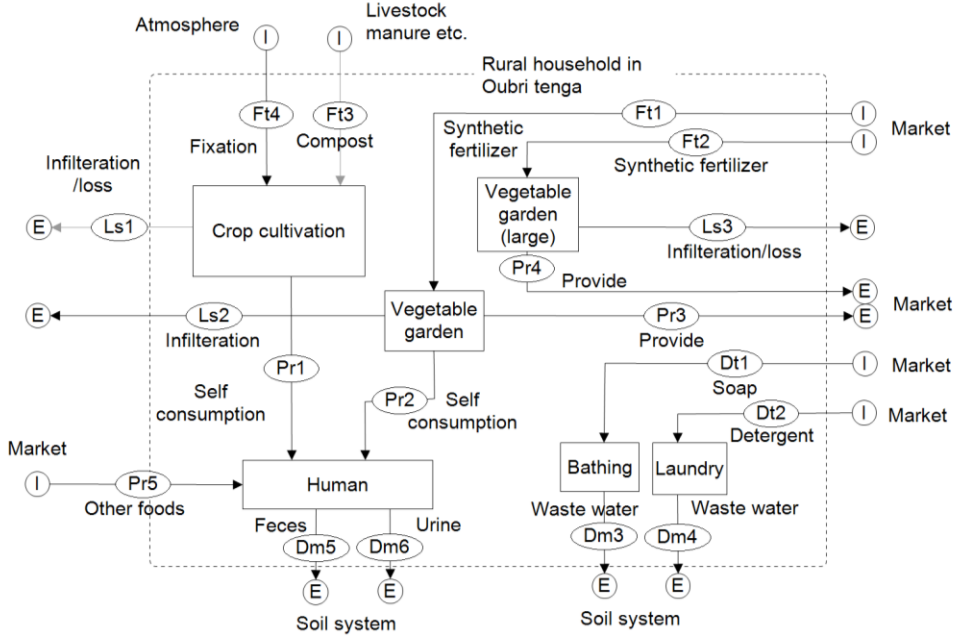 Atmosphere
Livestock
manure etc.
I
I
Rural household in
Oubri tenga
Ft4
Ft3
Ft1
I
Market
Fixation
Compost
Synthetic
fertilizer
Ft2
I
Synthetic fertilizer
Infilteration
/loss
E
Ls1
Crop cultivation
Vegetable
garden
(large)
Ls3
E
Infilteration/loss
Pr4
Provide
E
Market
E
Ls2
Infilteration
Vegetable
garden
Pr3
Provide
E
Pr1
Self
consumption
Pr2
Self
consumption
Dt1
Soap
I
Market
Dt2
Detergent
I
Market
Market
I
Pr5
Other foods
Human
Bathing
Laundry
Feces
Urine
Waste water
Waste water
Dm5
Dm6
Dm3
Dm4
E
E
E
E
Soil system
Soil system